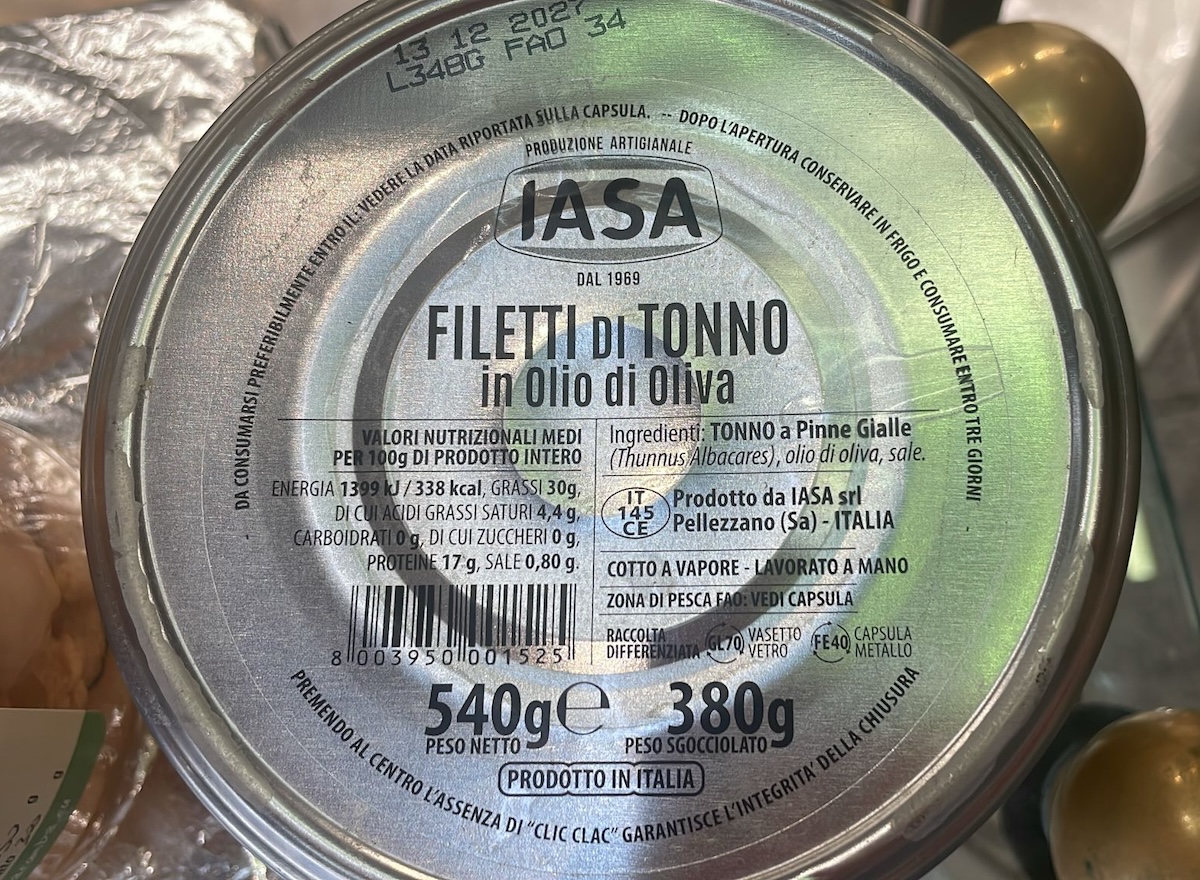 13 12 2027
L348G FAO 34
DA CONSUMARSI PREFERIBILMENTE ENTRO IL: VEDERE LA DATA RIPORTATA SULLA CAPSULA. -- DOPO L'APERTURA CONSERVARE IN FRIGO E CONSUMARE ENTRO TRE GIORNI -
PRODUZIONE ARTIGIANALE
IASA
DAL 1969
FILETTI DI TONNO
in Olio di Oliva
VALORI NUTRIZIONALI MEDI
PER 100g DI PRODOTTO INTERO
ENERGIA 1399 kJ / 338 kcal, GRASSI 30g,
DI CUI ACIDI GRASSI SATURI 4,4 g,
CARBOIDRATI 0 g, DI CUI ZUCCHERI 0 g,
PROTEINE 17 g, SALE 0,80 g.
8 003950 001525
Ingredienti: TONNO a Pinne Gialle
(Thunnus Albacares), olio di oliva, sale.
IT
145
CE
Prodotto da IASA srl
Pellezzano (Sa) - ITALIA
COTTO A VAPORE - LAVORATO A MANO
ZONA DI PESCA FAO: VEDI CAPSULA
RACCOLTA
DIFFERENZIATA
GL70
VASETTO
VETRO
FE40
CAPSULA
METALLO
540g e 380g
PESO NETTO PESO SGOCCIOLATO
PRODOTTO IN ITALIA
- PREMENDO AL CENTRO L'ASSENZA DI "CLIC CLAC" GARANTISCE L'INTEGRITA' DELLA CHIUSURA